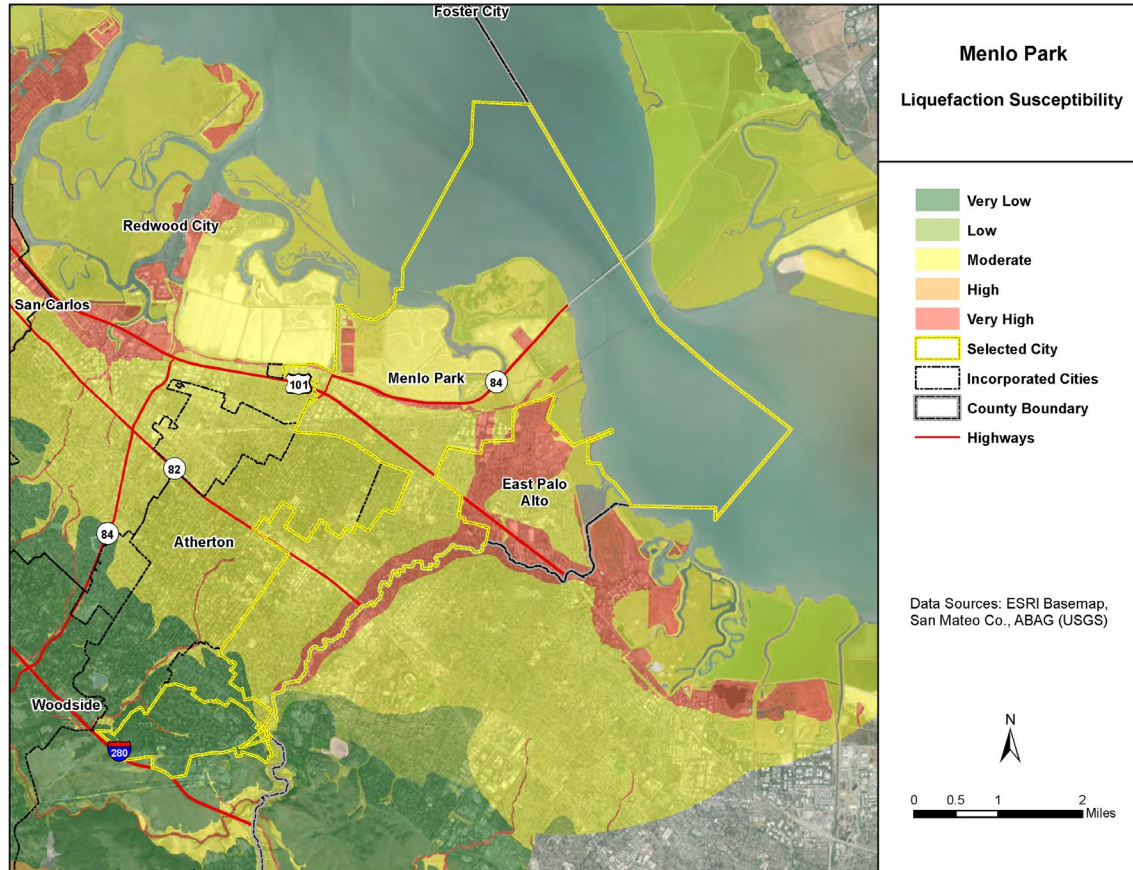 Foster City
Redwood City
San Carlos
101
Menlo Park
84
82
East Palo
Alto
84
Atherton
Woodside
280
Menlo Park
Liquefaction Susceptibility
Very Low
Low
Moderate
High
Very High
Selected City
Incorporated Cities
County Boundary
Highways
Data Sources: ESRI Basemap,
San Mateo Co., ABAG (USGS)
N
0 0.5 1 2
Miles